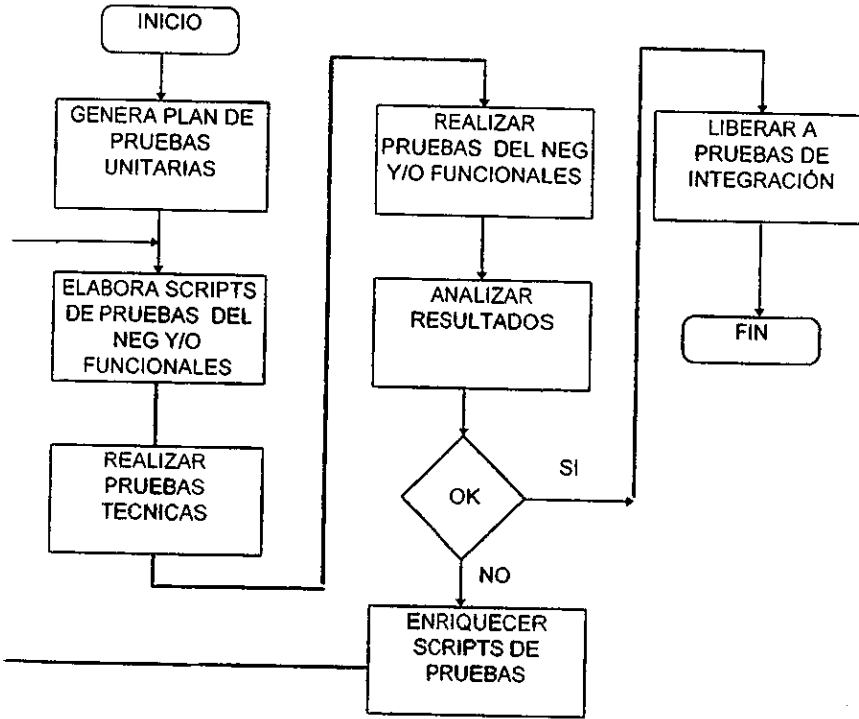 INICIO
GENERA PLAN DE
PRUEBAS
UNITARIAS
ELABORA SCRIPTS
DE PRUEBAS DEL
NEG Y/O
FUNCIONALES
REALIZAR
PRUEBAS
TECNICAS
REALIZAR
PRUEBAS DEL NEG
Y/O FUNCIONALES
ANALIZAR
RESULTADOS
OK
SI
NO
ENRIQUECER
SCRIPTS DE
PRUEBAS
LIBERAR A
PRUEBAS DE
INTEGRACIÓN
FIN